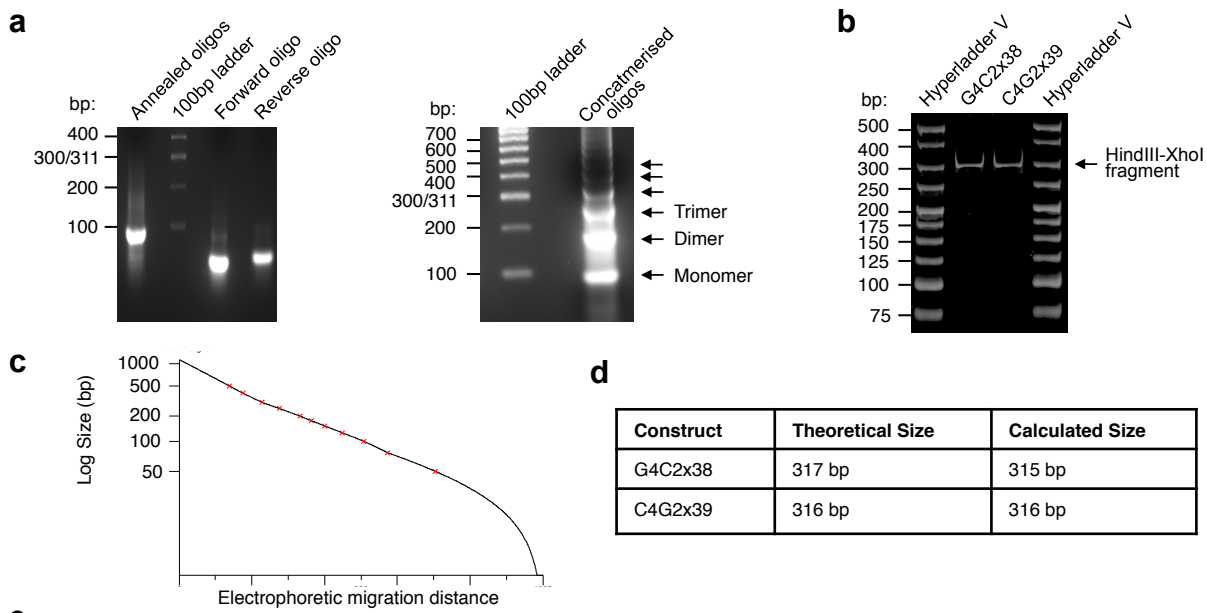 a
Annealed oligos
100bp ladder
Forward oligo
Reverse oligo
bp:
400
300/311
200
100
100bp ladder
Concatmerised
oligos
bp:
700
600
500
400
300/311
200
100
Trimer
Dimer
Monomer
b
Hyperladder V
G4C2x38
C4G2x39
Hyperladder V
bp:
500
400
300
250
200
175
150
125
100
75
HindIII-XhoI
fragment
c
Log Size (bp)
1000
500
200
100
50
Electrophoretic migration distance
d
Construct Theoretical Size Calculated Size
G4C2x38 317 bp 315 bp
C4G2x39 316 bp 316 bp